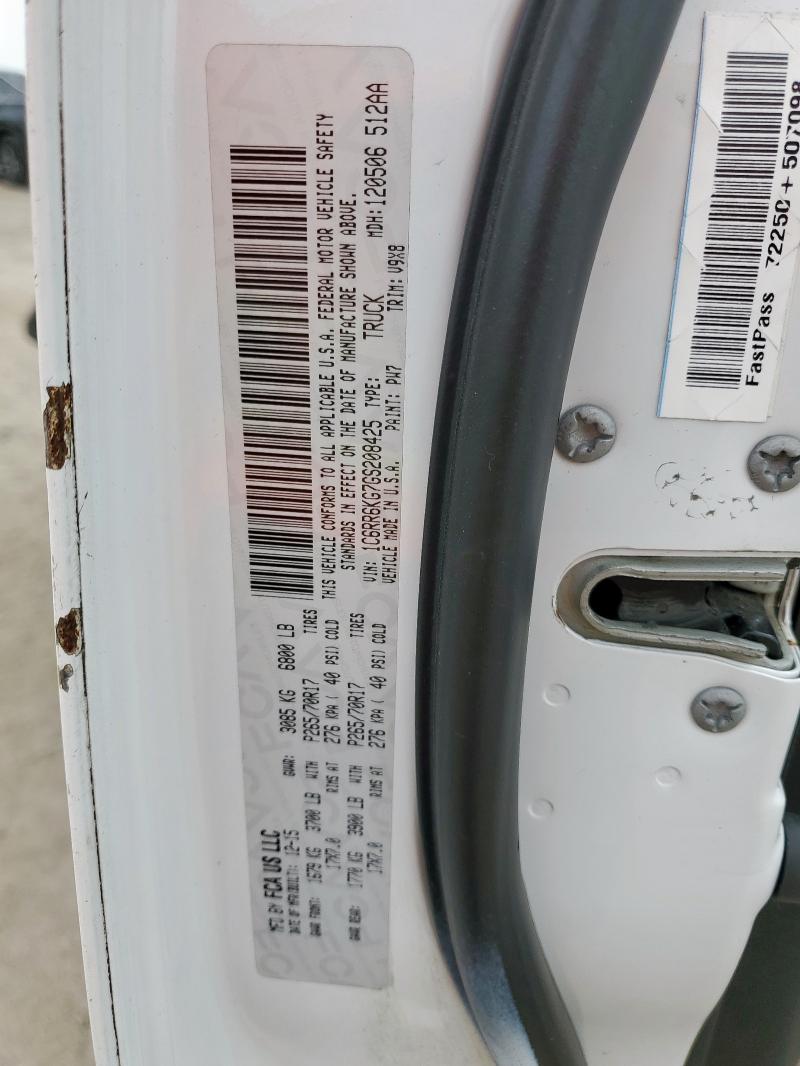 MFD BY FCA US LLC
DATE OF MFR(BUILT): 12-15
GVWR: 3085 KG 6800 LB
GAWR FRONT: 1679 KG 3700 LB WITH P265/70R17 TIRES
17X7.0 RIMS AT 276 KPA ( 40 PSI) COLD
GAWR REAR: 1770 KG 3900 LB WITH P265/70R17 TIRES
17X7.0 RIMS AT 276 KPA ( 40 PSI) COLD
THIS VEHICLE CONFORMS TO ALL APPLICABLE U.S.A. FEDERAL MOTOR VEHICLE SAFETY
STANDARDS IN EFFECT ON THE DATE OF MANUFACTURE SHOWN ABOVE.
VIN: 1C6RR6KG7GS208425 TYPE: TRUCK MDH:120506 512AA
VEHICLE MADE IN U.S.A. PAINT: PW7 TRIM: V9X8
FastPass 72250 + 507098